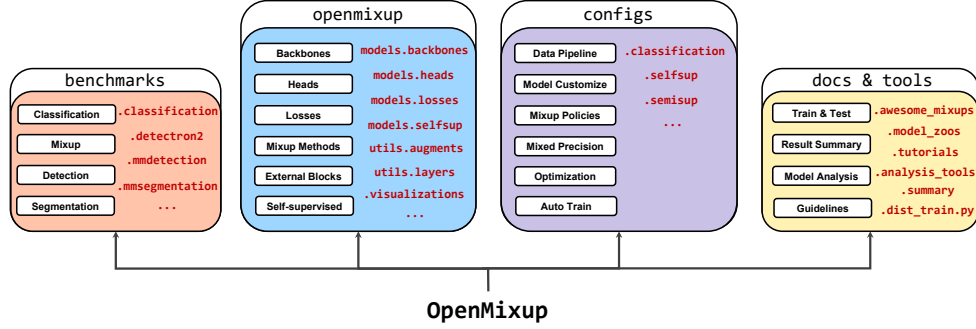 benchmarks
Classification
Mixup
Detection
Segmentation
.classification
.detectron2
.mmdetection
.mmsegmentation
...
openmixup
Backbones
Heads
Losses
Mixup Methods
External Blocks
Self-supervised
models.backbones
models.heads
models.losses
models.selfsup
utils.augments
utils.layers
.visualizations
...
configs
Data Pipeline
Model Customize
Mixup Policies
Mixed Precision
Optimization
Auto Train
.classification
.selfsup
.semisup
...
docs & tools
Train & Test
Result Summary
Model Analysis
Guidelines
.awesome_mixups
.model_zoos
.tutorials
.analysis_tools
.summary
.dist_train.py
OpenMixup